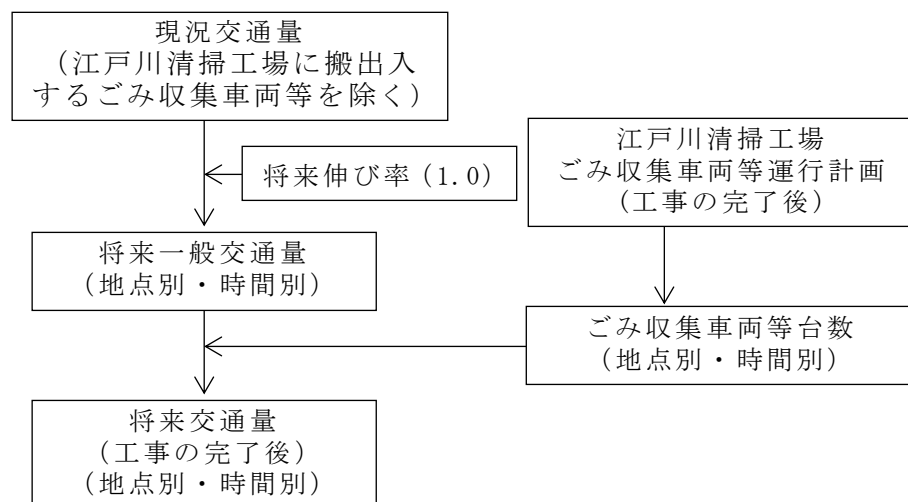 現況交通量
（江戸川清掃工場に搬出入
するごみ収集車両等を除く）
将来伸び率（1.0）
江戸川清掃工場
ごみ収集車両等運行計画
（工事の完了後）
将来一般交通量
（地点別・時間別）
ごみ収集車両等台数
（地点別・時間別）
将来交通量
（工事の完了後）
（地点別・時間別）